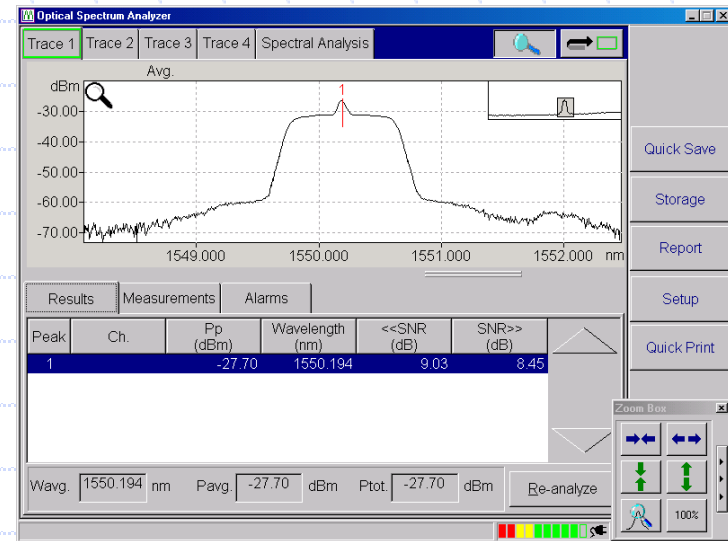 Optical Spectrum Analyzer
Trace 1 Trace 2 Trace 3 Trace 4 Spectral Analysis
Avg.
dBm
1
-30.00
-40.00
-50.00
-60.00
-70.00
1549.000 1550.000 1551.000 1552.000 nm
Quick Save
Storage
Report
Setup
Quick Print
Results Measurements Alarms
Peak Ch. Pp (dBm) Wavelength (nm) <<SNR (dB) SNR>> (dB)
1 -27.70 1550.194 9.03 8.45
Wavg. 1550.194 nm Pavg. -27.70 dBm Ptot. -27.70 dBm Re-analyze
Zoom Box
100%